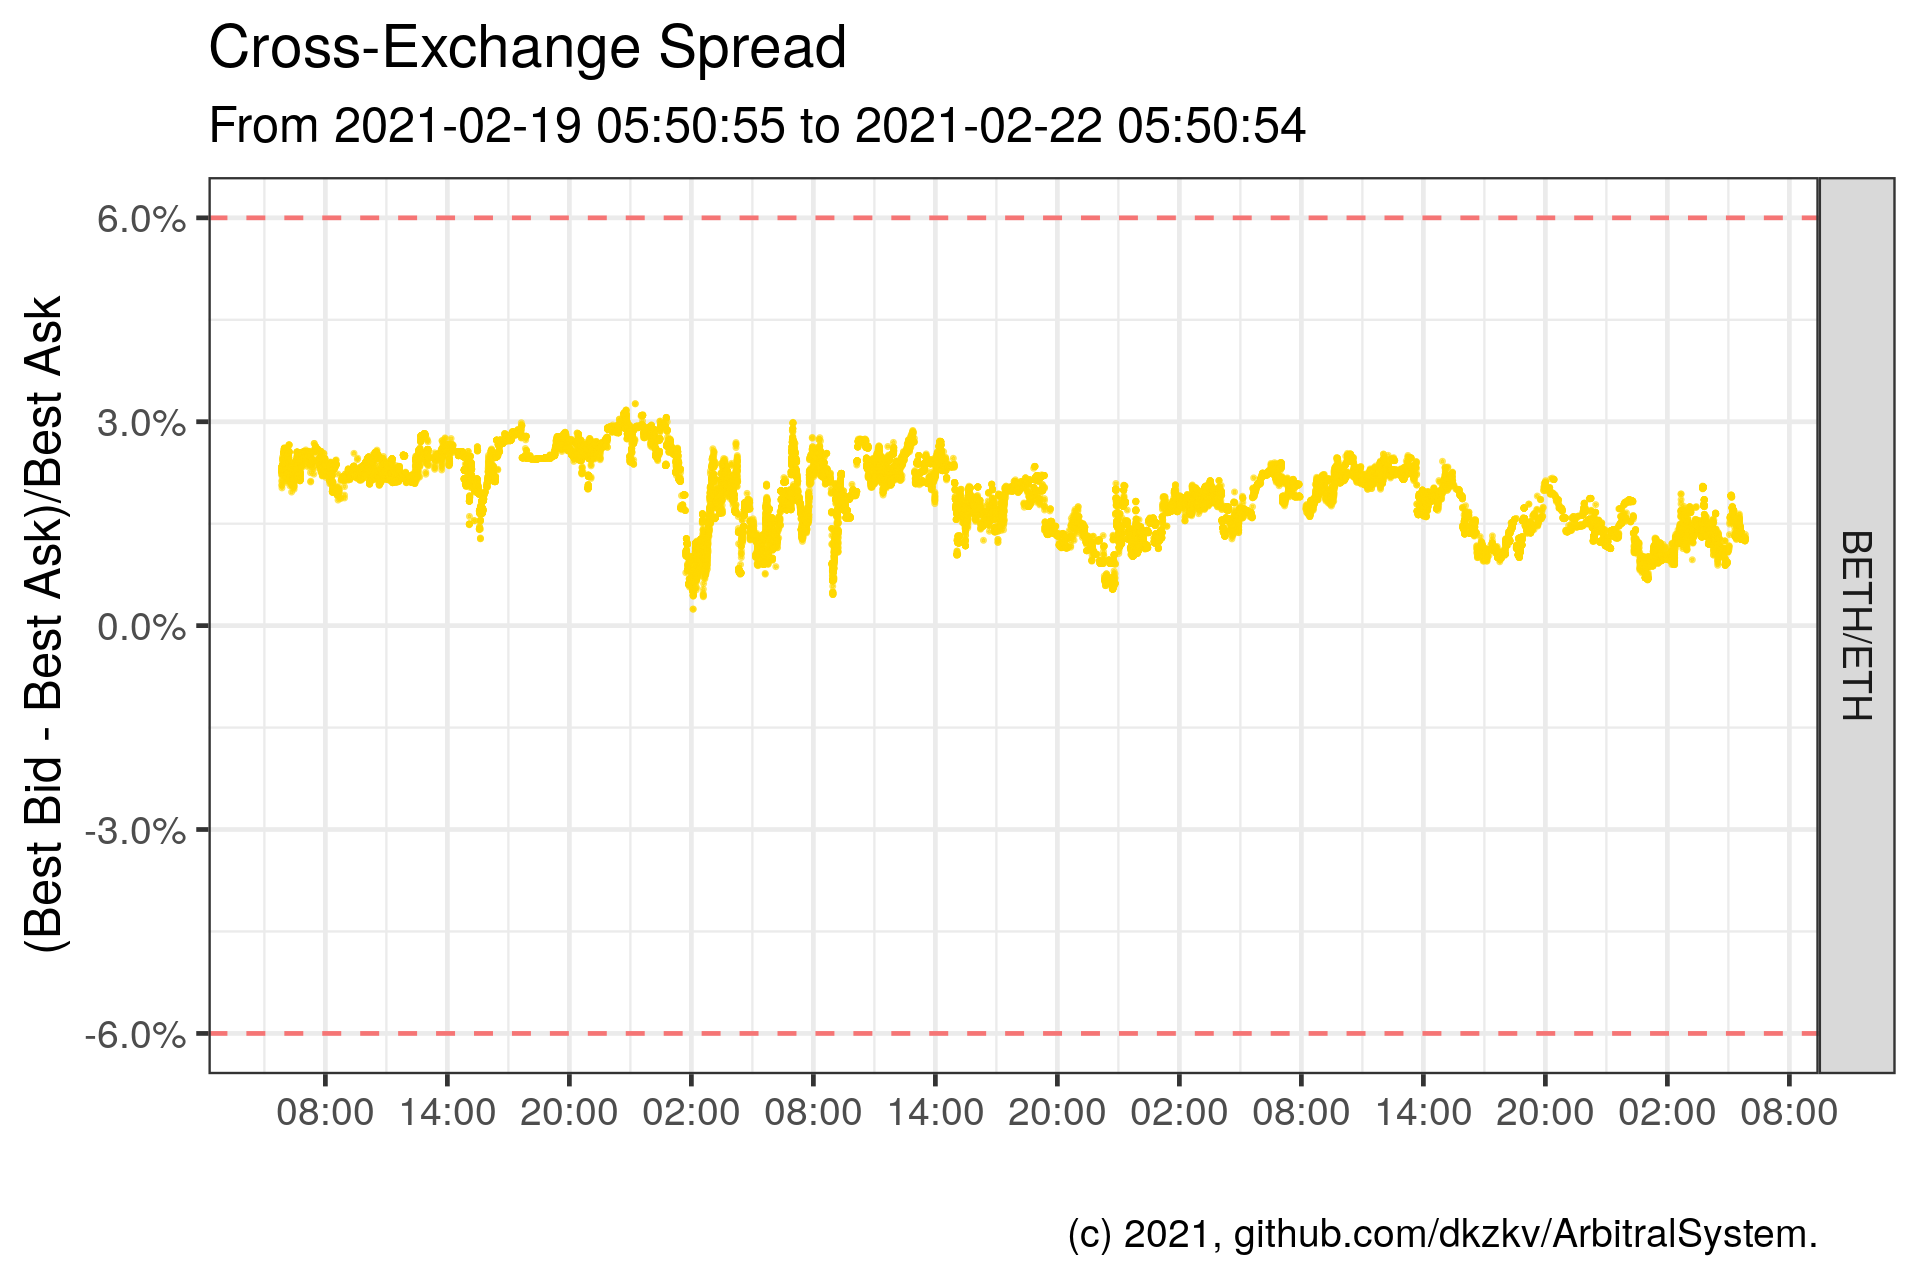 Cross-Exchange Spread
From 2021-02-19 05:50:55 to 2021-02-22 05:50:54
(Best Bid - Best Ask)/Best Ask
6.0%
3.0%
0.0%
-3.0%
-6.0%
BETH/ETH
08:00 14:00 20:00 02:00 08:00 14:00 20:00 02:00 08:00 14:00 20:00 02:00 08:00
(c) 2021, github.com/dkzkv/ArbitralSystem.